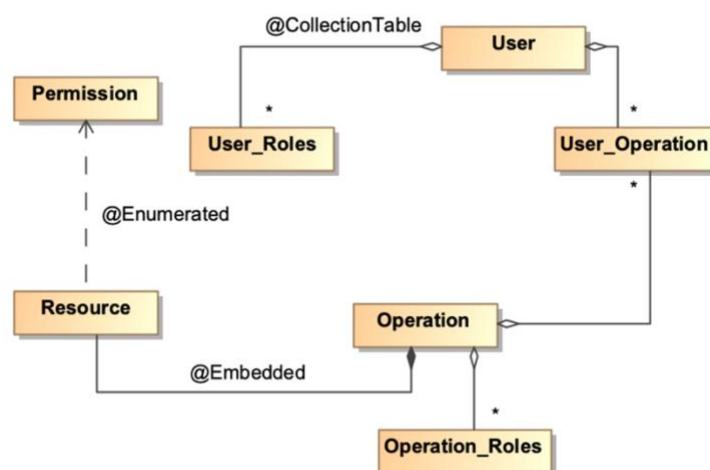 @CollectionTable
User
Permission
*
*
User_Roles
User_Operation
*
@Enumerated
Resource
Operation
@Embedded
*
Operation_Roles